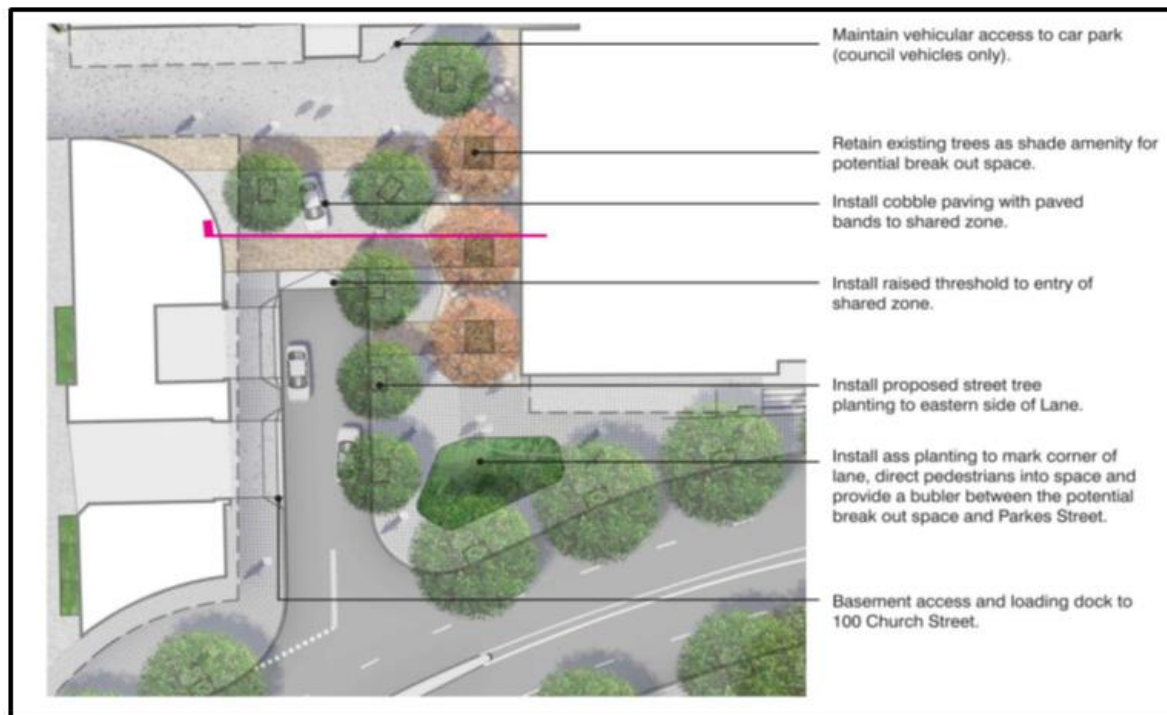 Maintain vehicular access to car park
(council vehicles only).
Retain existing trees as shade amenity for
potential break out space.
Install cobble paving with paved
bands to shared zone.
Install raised threshold to entry of
shared zone.
Install proposed street tree
planting to eastern side of Lane.
Install ass planting to mark corner of
lane, direct pedestrians into space and
provide a bubler between the potential
break out space and Parkes Street.
Basement access and loading dock to
100 Church Street.